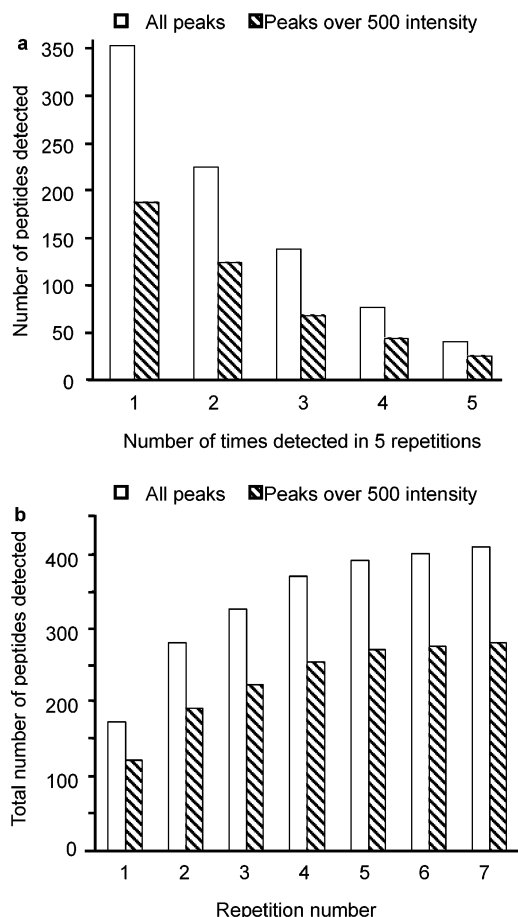 All peaks Peaks over 500 intensity
a
Number of peptides detected
350
300
250
200
150
100
50
0
1 2 3 4 5
Number of times detected in 5 repetitions
All peaks Peaks over 500 intensity
b
Total number of peptides detected
400
300
200
100
0
1 2 3 4 5 6 7
Repetition number